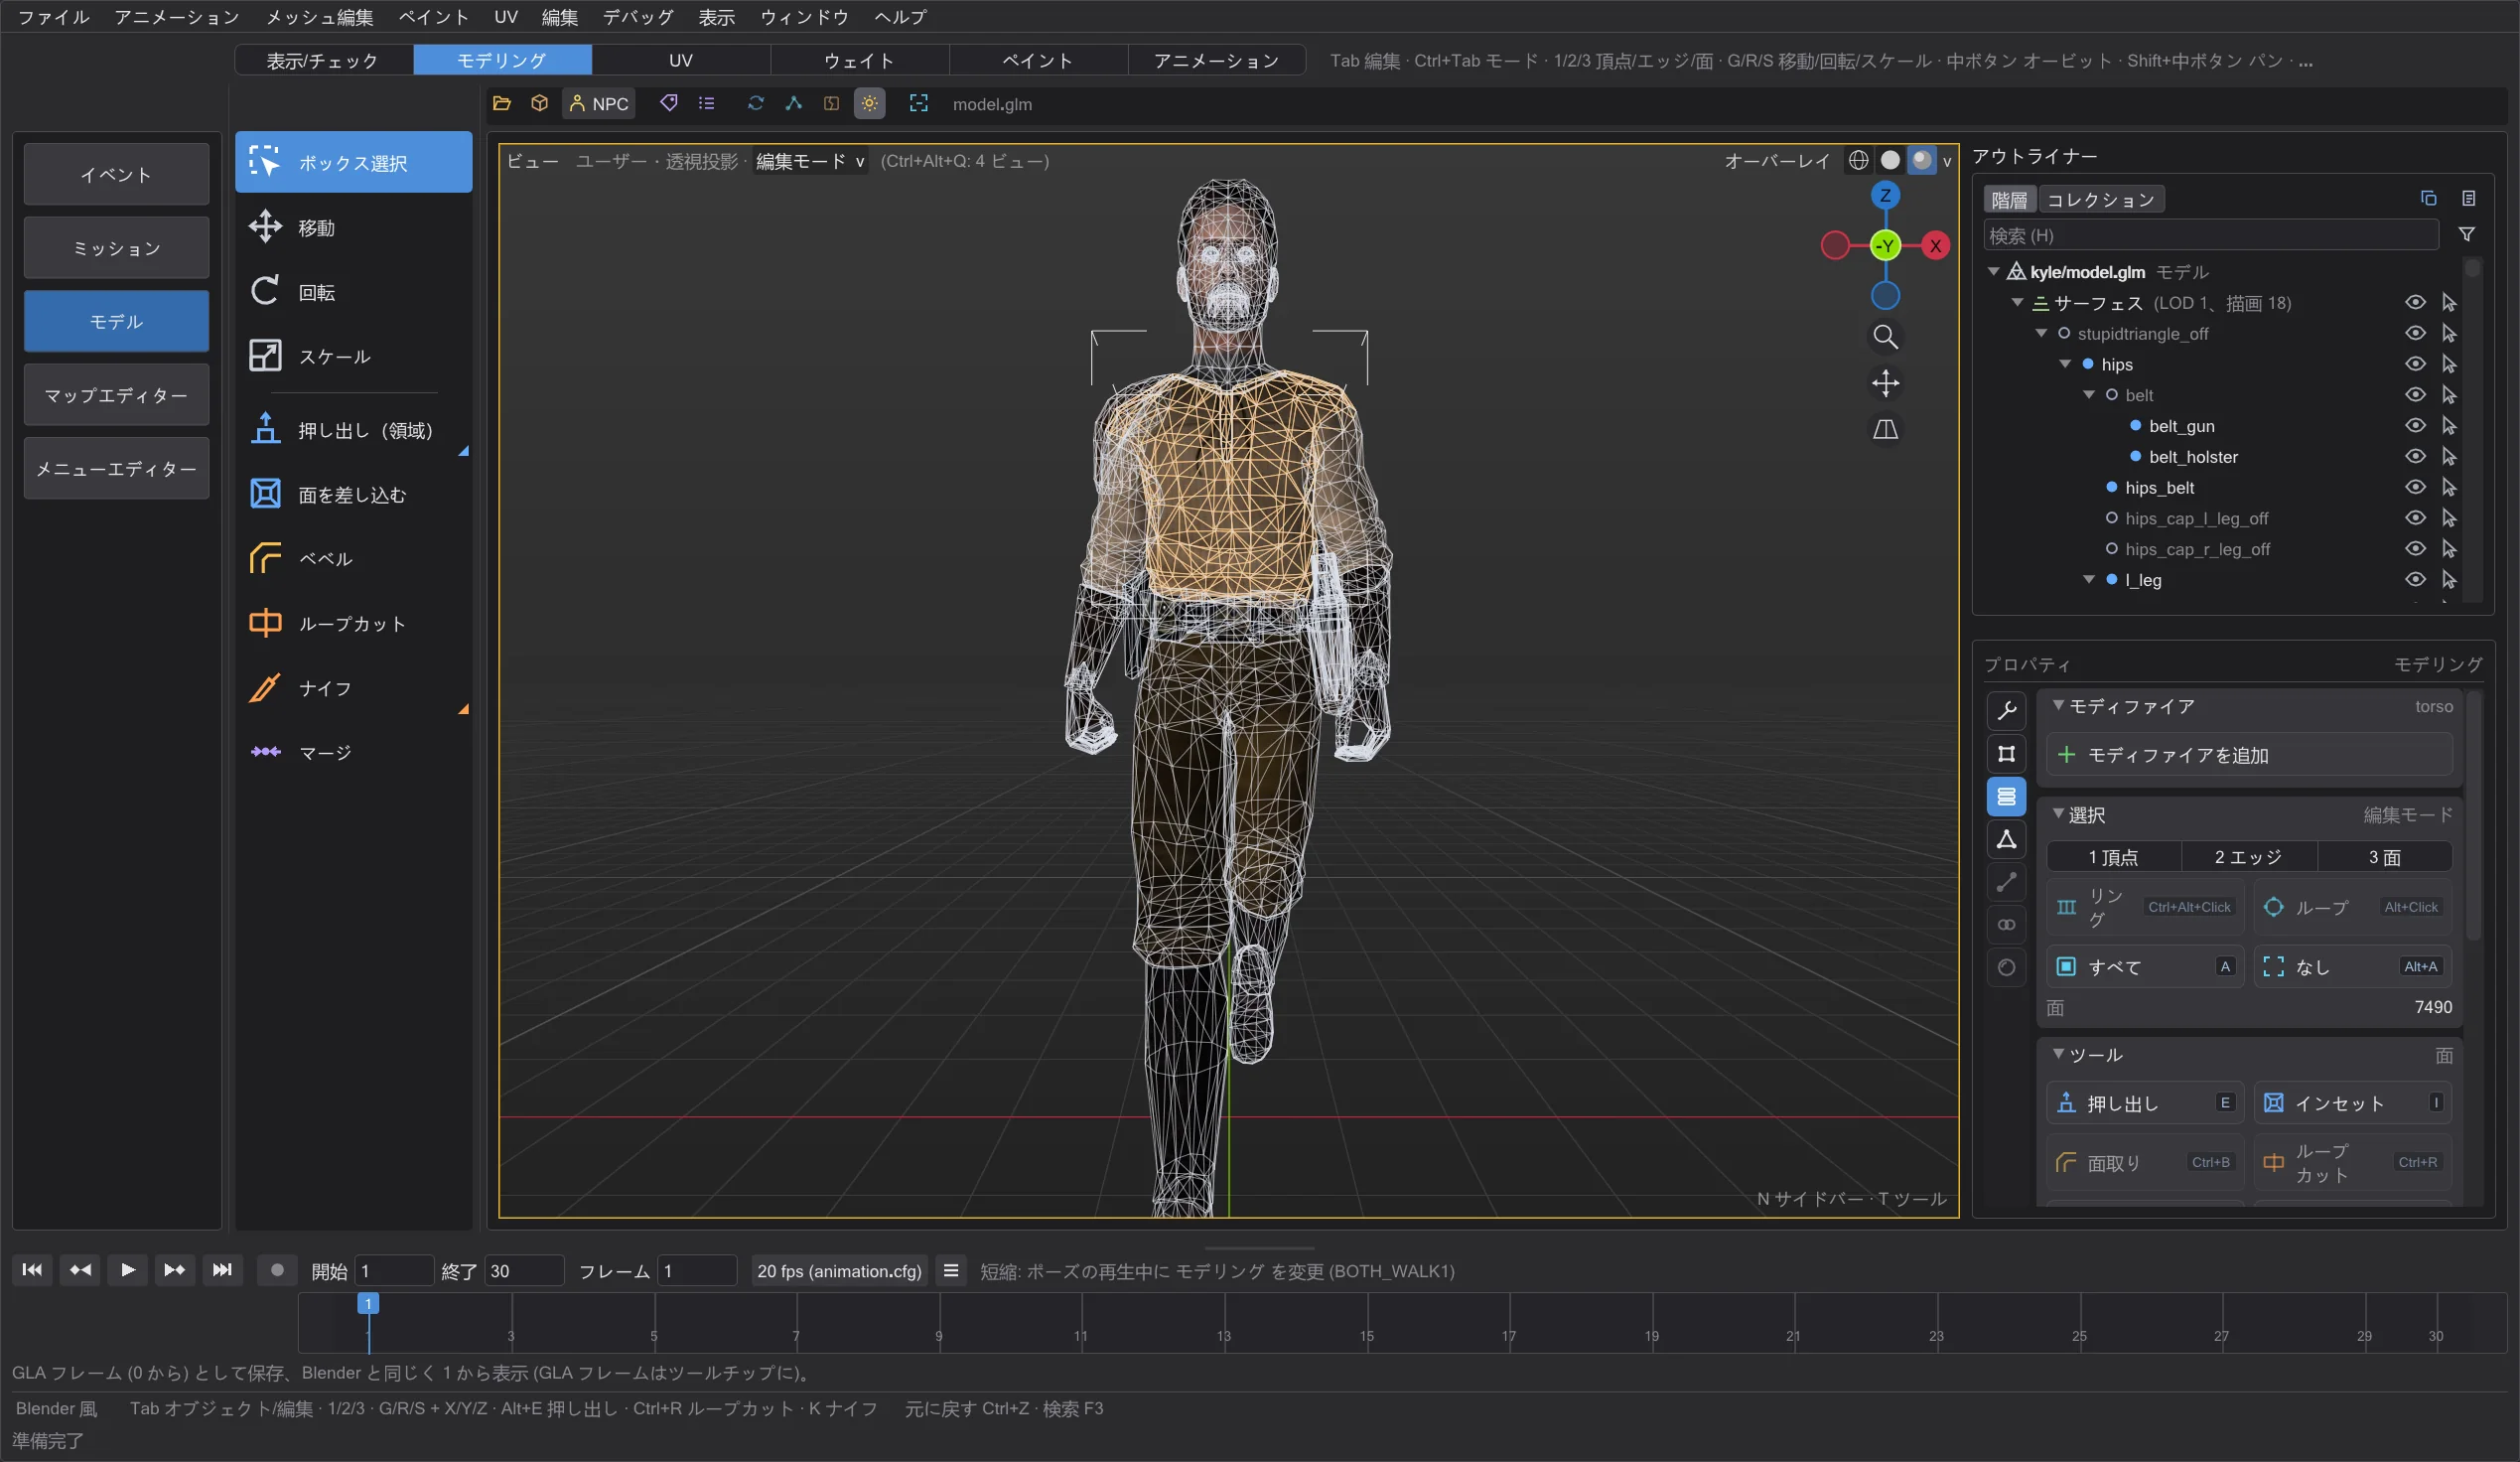 ファイル アニメーション メッシュ編集 ペイント UV 編集 デバッグ 表示 ウィンドウ ヘルプ
表示/チェック モデリング UV ウェイト ペイント アニメーション Tab 編集 · Ctrl+Tab モード · 1/2/3 頂点/エッジ/面 · G/R/S 移動/回転/スケール · 中ボタン オービット · Shift+中ボタン パン · ...
NPC model.glm
イベント
ミッション
モデル
マップエディター
メニューエディター
ボックス選択
移動
回転
スケール
押し出し（領域）
面を差し込む
ベベル
ループカット
ナイフ
マージ
ビュー ユーザー・透視投影 · 編集モード v (Ctrl+Alt+Q: 4 ビュー) オーバーレイ v
Z
-Y X
N サイドバー · T ツール
アウトライナー
階層 コレクション
検索 (H)
kyle/model.glm モデル
サーフェス (LOD 1、描画 18)
stupidtriangle_off
hips
belt
belt_gun
belt_holster
hips_belt
hips_cap_l_leg_off
hips_cap_r_leg_off
l_leg
プロパティ モデリング
モディファイア torso
モディファイアを追加
選択 編集モード
1 頂点 2 エッジ 3 面
リング Ctrl+Alt+Click ループ Alt+Click
すべて A なし Alt+A
面 7490
ツール 面
押し出し E インセット I
面取り Ctrl+B ループカット Ctrl+R
開始 1 終了 30 フレーム 1 20 fps (animation.cfg) 短縮: ポーズの再生中に モデリング を変更 (BOTH_WALK1)
1
1 3 5 7 9 11 13 15 17 19 21 23 25 27 29 30
GLA フレーム (0 から) として保存、Blender と同じく 1 から表示 (GLA フレームはツールチップに)。
Blender 風 Tab オブジェクト/編集 · 1/2/3 · G/R/S + X/Y/Z · Alt+E 押し出し · Ctrl+R ループカット · K ナイフ 元に戻す Ctrl+Z · 検索 F3
準備完了